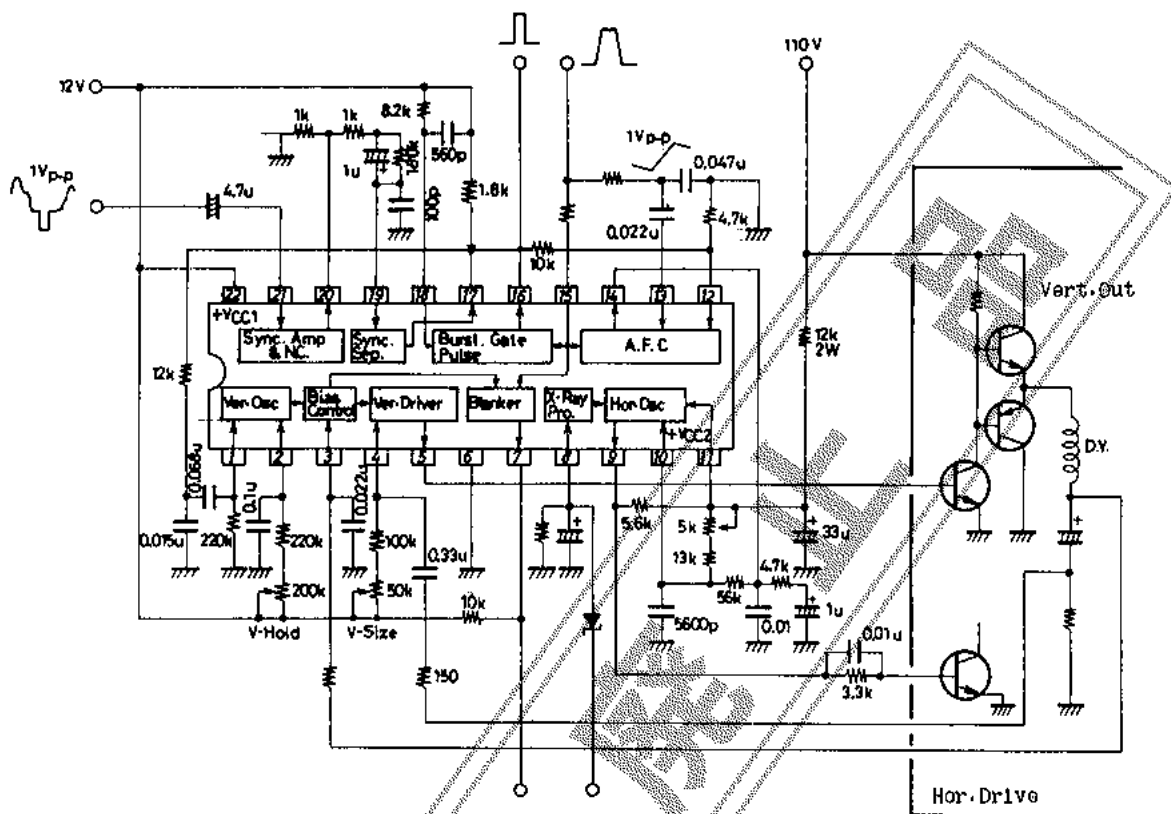 110V
12V
8.2k
1k
1k
1Vp-p
1u
180k
560p
100p
1.8k
1Vp-p
0.047u
4.7u
4.7k
0.022u
10k
22
21
20
19
18
17
16
15
14
13
12
+VCC1
Sync. Amp & N.C.
Sync. Sep.
Burst. Gate Pulse
A.F.C
12k
2W
Vert.Out
12k
Ver.Osc
Bias Control
Ver.Driver
Blanker
X-Ray Pro.
Hor.Osc
+VCC2
1
2
3
4
5
6
7
8
9
10
11
D.Y.
0.068u
0.1u
0.022u
0.015u
220k
220k
100k
0.33u
5.6k
5k
33u
13k
200k
50k
10k
56k
4.7k
1u
V-Hold
V-Size
5600p
0.01
0.01u
150
3.3k
Hor.Drive